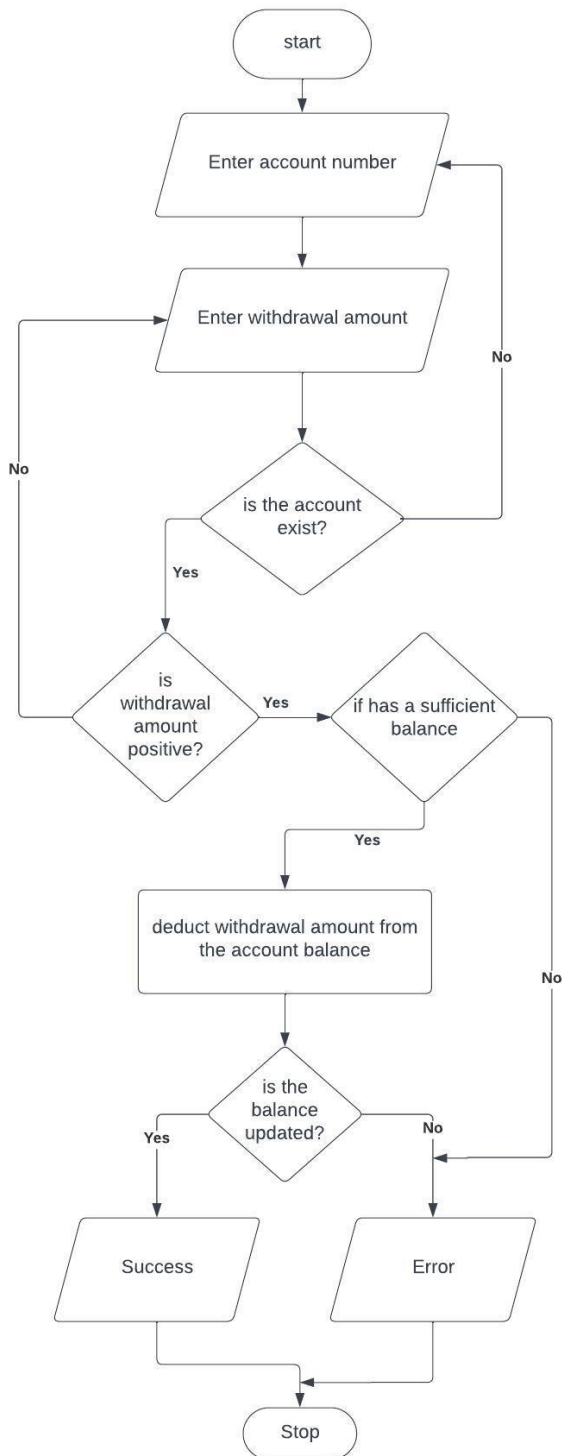 start
Enter account number
Enter withdrawal amount
No
No
is the account
exist?
Yes
is
withdrawal
amount
positive?
Yes
if has a sufficient
balance
Yes
deduct withdrawal amount from
the account balance
No
is the
balance
updated?
Yes
No
Success
Error
Stop